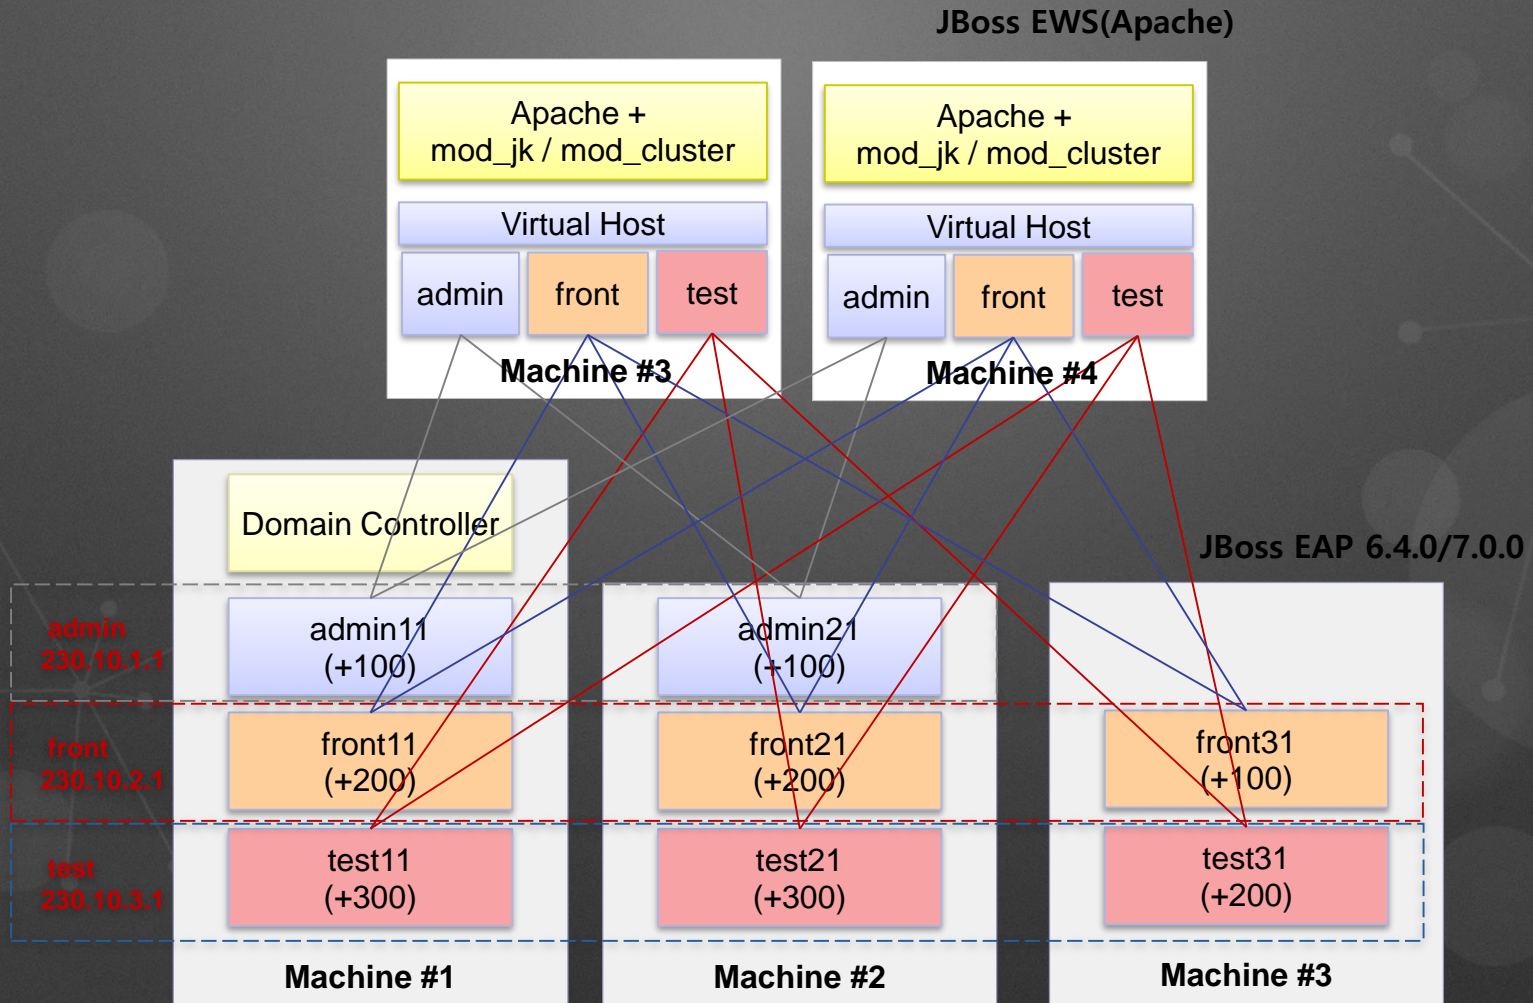 JBoss EWS(Apache)
Apache +
mod_jk / mod_cluster
Virtual Host
admin
front
test
Machine #3
Apache +
mod_jk / mod_cluster
Virtual Host
admin
front
test
Machine #4
JBoss EAP 6.4.0/7.0.0
Domain Controller
admin
230.10.1.1
admin11
(+100)
admin21
(+100)
front
230.10.2.1
front11
(+200)
front21
(+200)
front31
(+100)
test
230.10.3.1
test11
(+300)
test21
(+300)
test31
(+200)
Machine #1
Machine #2
Machine #3